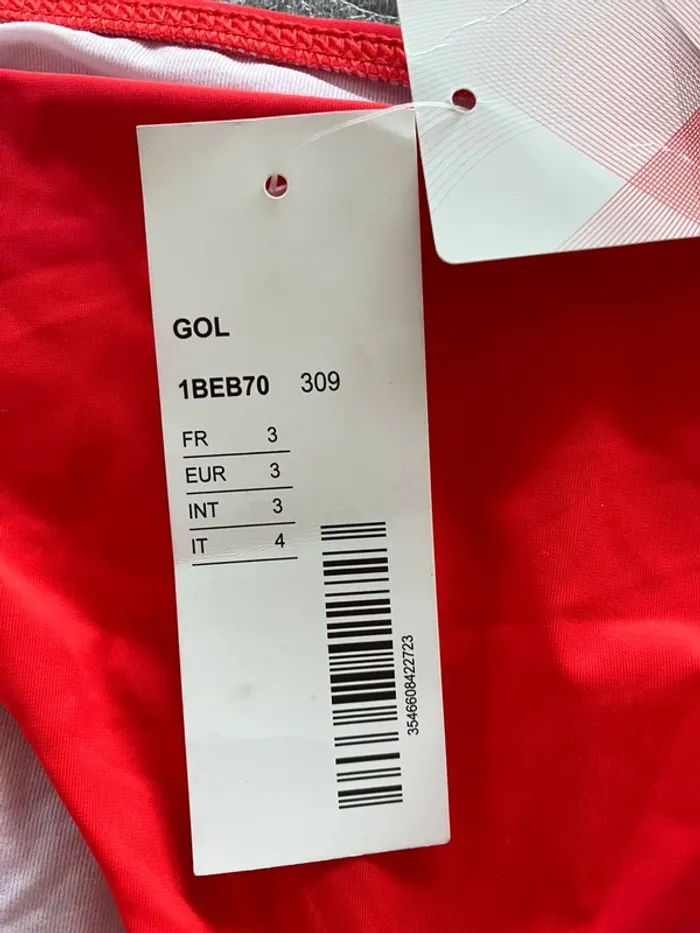 GOL
1BEB70 309
FR 3
EUR 3
INT 3
IT 4
3546608422723